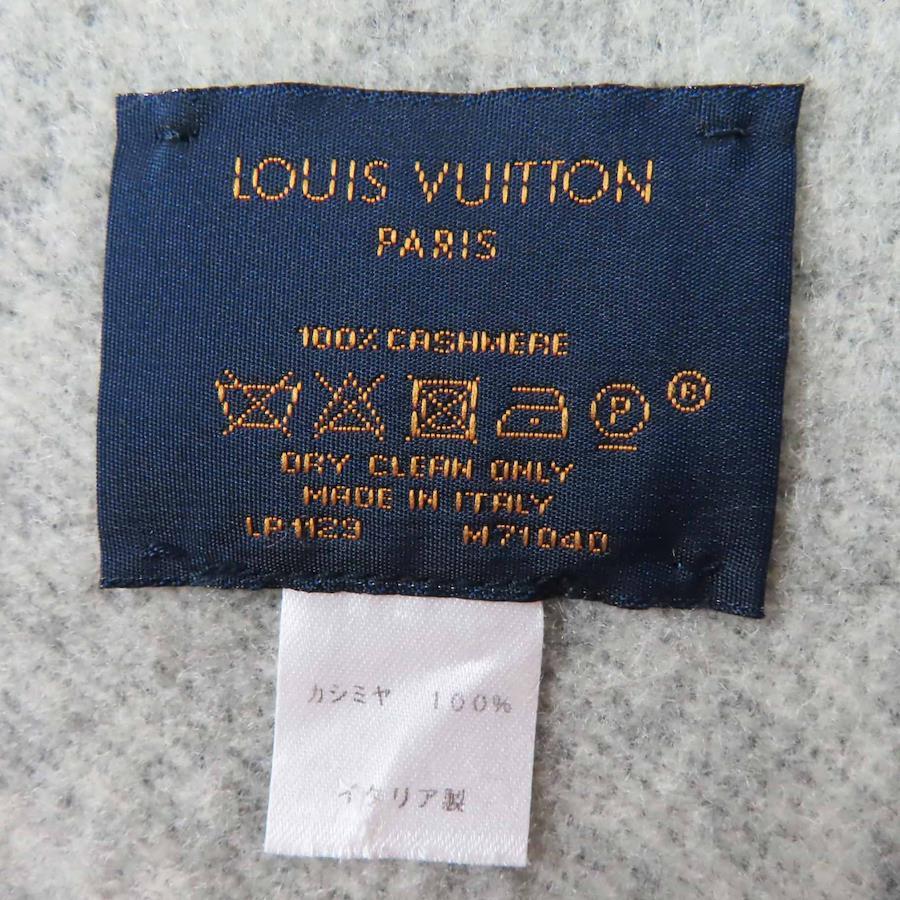 LOUIS VUITTON
PARIS
100% CASHMERE
P ®
DRY CLEAN ONLY
MADE IN ITALY
LP1129 M71040
カシミヤ 100%
イタリア製